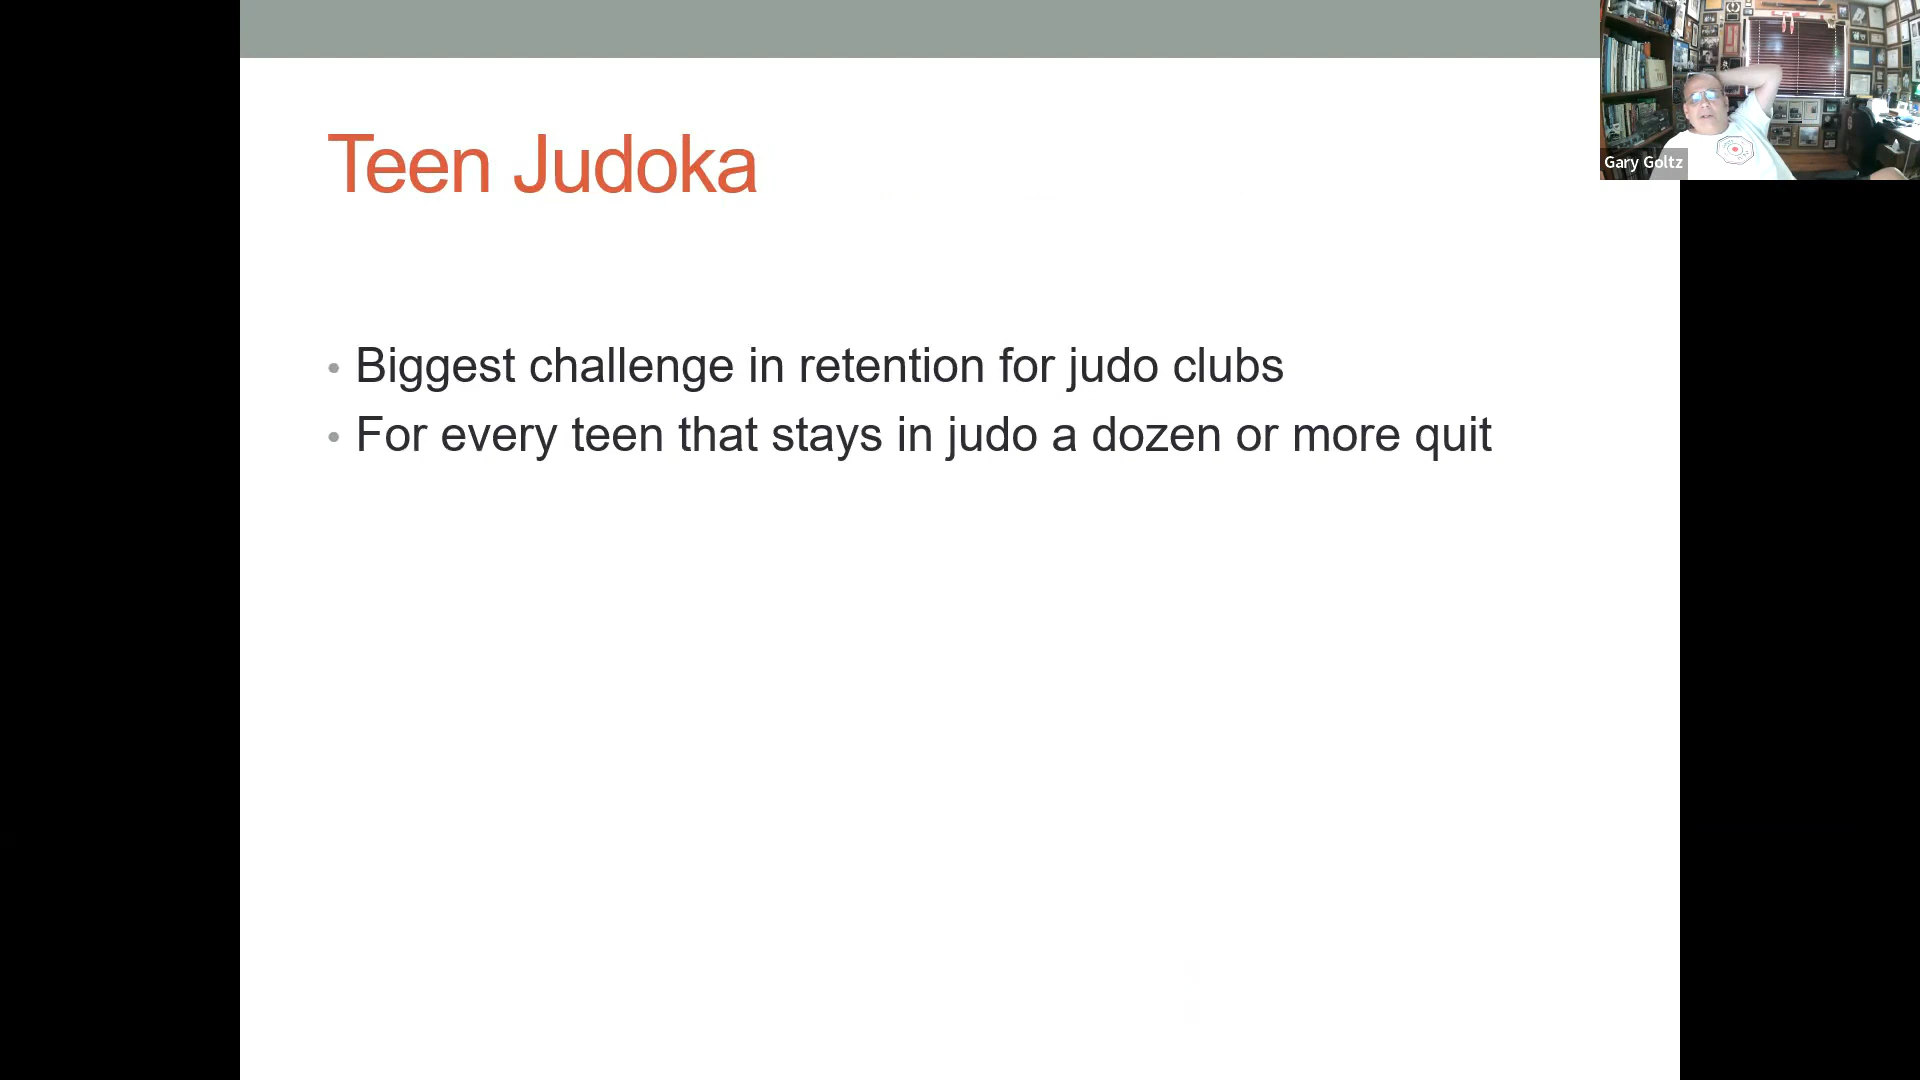 Teen Judoka
Gary Goltz
• Biggest challenge in retention for judo clubs
• For every teen that stays in judo a dozen or more quit